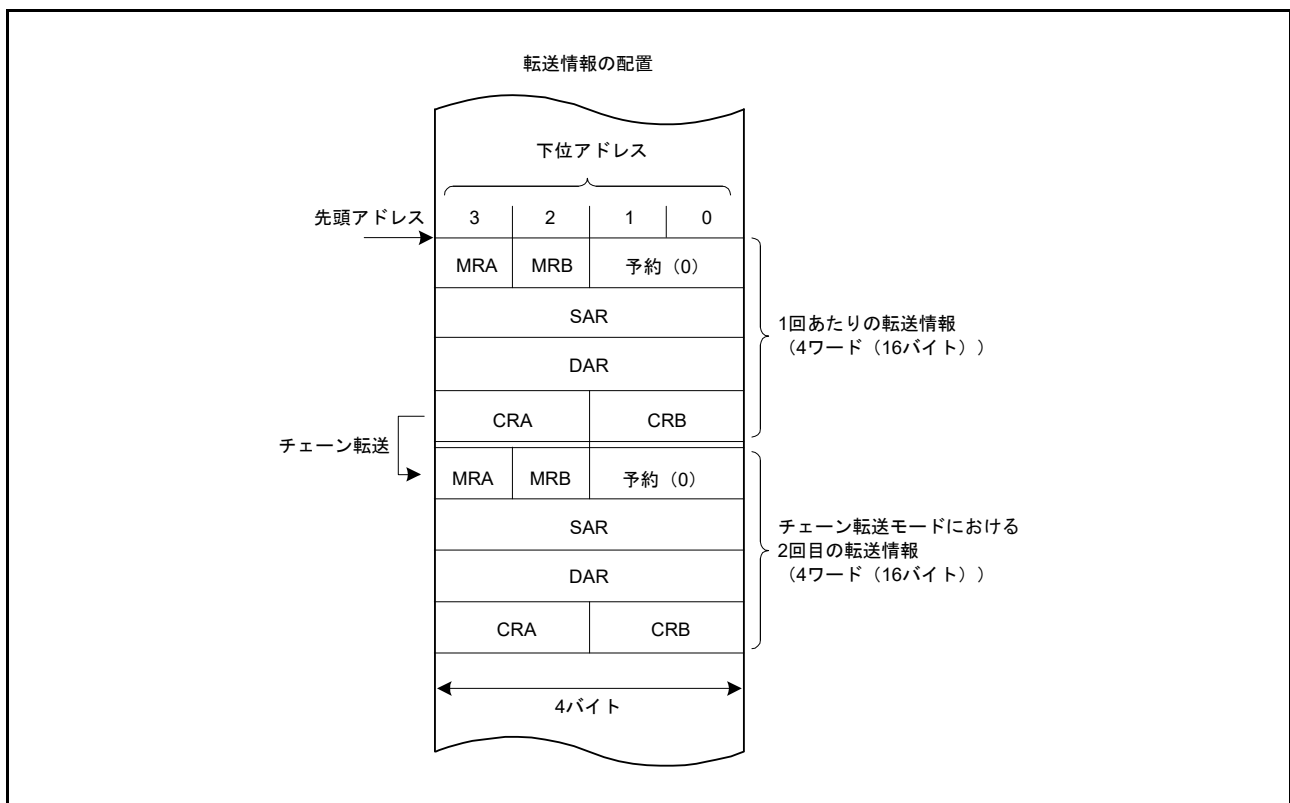 転送情報の配置
下位アドレス
先頭アドレス
3 2 1 0
MRA MRB 予約（0）
SAR
DAR
CRA CRB
1回あたりの転送情報
（4ワード（16バイト））
チェーン転送
MRA MRB 予約（0）
SAR
DAR
CRA CRB
チェーン転送モードにおける
2回目の転送情報
（4ワード（16バイト））
4バイト